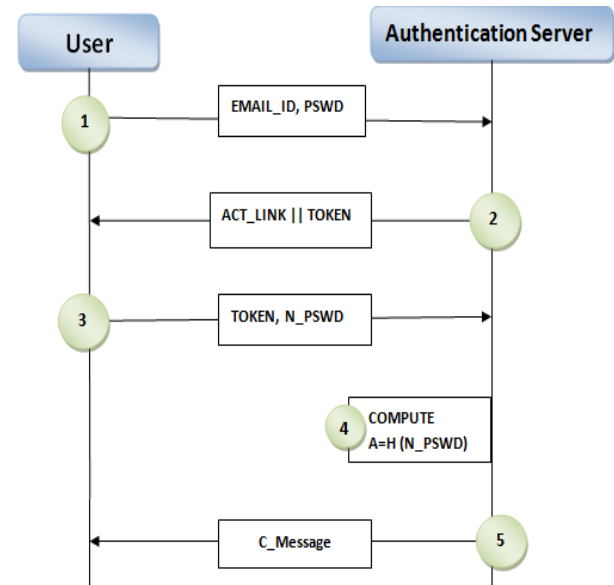 User
Authentication Server
1
EMAIL_ID, PSWD
ACT_LINK || TOKEN
2
3
TOKEN, N_PSWD
4
COMPUTE
A=H (N_PSWD)
C_Message
5